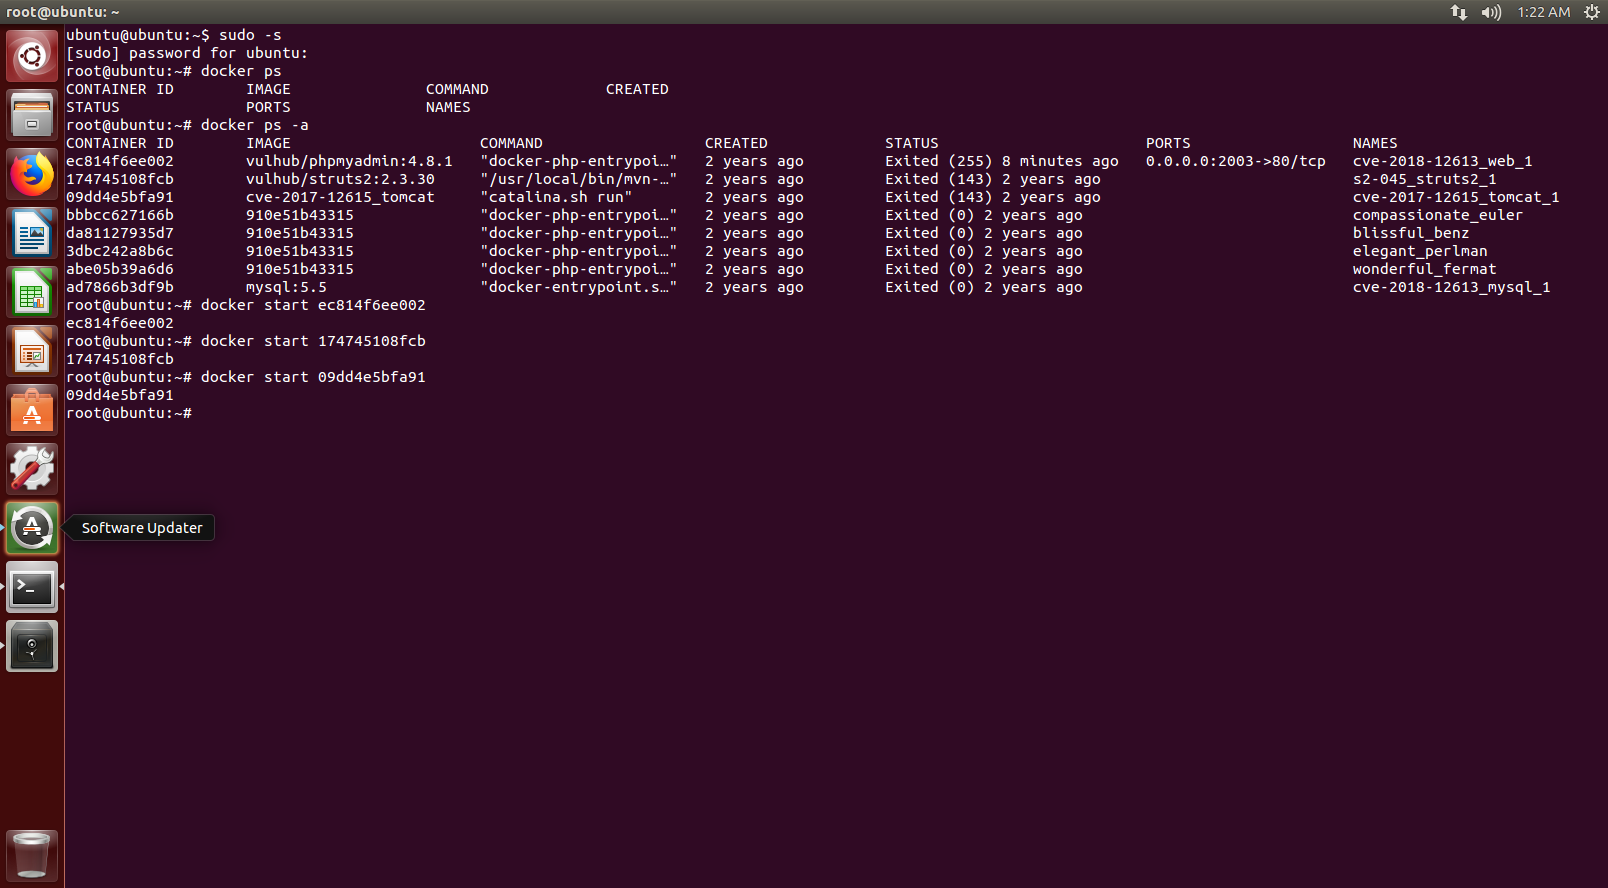 root@ubuntu: ~
1:22 AM
ubuntu@ubuntu:~$ sudo -s
[sudo] password for ubuntu:
root@ubuntu:~# docker ps
CONTAINER ID        IMAGE               COMMAND             CREATED
STATUS              PORTS               NAMES
root@ubuntu:~# docker ps -a
CONTAINER ID        IMAGE                     COMMAND                  CREATED             STATUS                       PORTS                  NAMES
ec814f6ee002        vulhub/phpmyadmin:4.8.1   "docker-php-entrypoi…"   2 years ago         Exited (255) 8 minutes ago   0.0.0.0:2003->80/tcp   cve-2018-12613_web_1
174745108fcb        vulhub/struts2:2.3.30     "/usr/local/bin/mvn-…"   2 years ago         Exited (143) 2 years ago                            s2-045_struts2_1
09dd4e5bfa91        cve-2017-12615_tomcat     "catalina.sh run"        2 years ago         Exited (143) 2 years ago                            cve-2017-12615_tomcat_1
bbbcc627166b        910e51b43315              "docker-php-entrypoi…"   2 years ago         Exited (0) 2 years ago                              compassionate_euler
da81127935d7        910e51b43315              "docker-php-entrypoi…"   2 years ago         Exited (0) 2 years ago                              blissful_benz
3dbc242a8b6c        910e51b43315              "docker-php-entrypoi…"   2 years ago         Exited (0) 2 years ago                              elegant_perlman
abe05b39a6d6        910e51b43315              "docker-php-entrypoi…"   2 years ago         Exited (0) 2 years ago                              wonderful_fermat
ad7866b3df9b        mysql:5.5                 "docker-entrypoint.s…"   2 years ago         Exited (0) 2 years ago                              cve-2018-12613_mysql_1
root@ubuntu:~# docker start ec814f6ee002
ec814f6ee002
root@ubuntu:~# docker start 174745108fcb
174745108fcb
root@ubuntu:~# docker start 09dd4e5bfa91
09dd4e5bfa91
root@ubuntu:~#
Software Updater